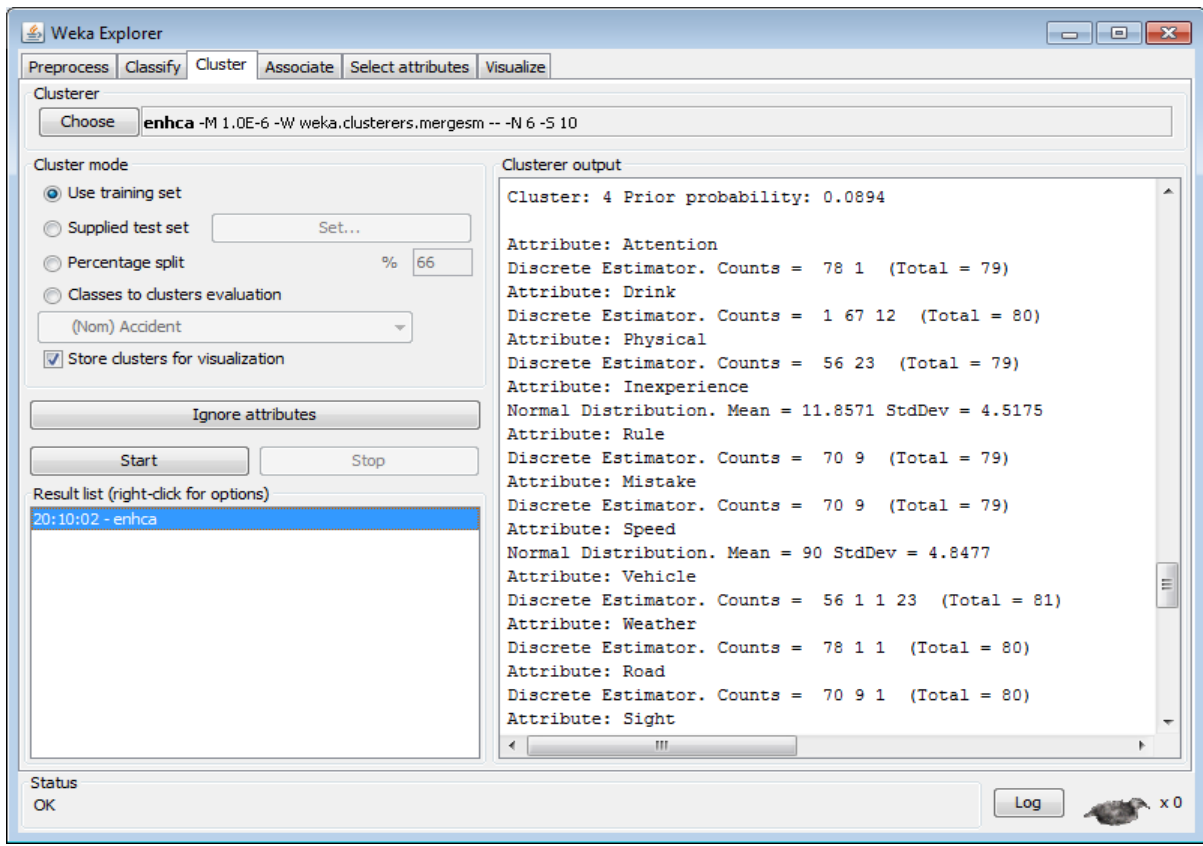 Weka Explorer
Preprocess Classify Cluster Associate Select attributes Visualize
Clusterer
Choose enhca -M 1.0E-6 -W weka.clusterers.mergesm -- -N 6 -S 10
Cluster mode
Use training set
Supplied test set Set...
Percentage split % 66
Classes to clusters evaluation
(Nom) Accident
Store clusters for visualization
Ignore attributes
Start Stop
Result list (right-click for options)
20:10:02 - enhca
Clusterer output
Cluster: 4 Prior probability: 0.0894
Attribute: Attention
Discrete Estimator. Counts = 78 1 (Total = 79)
Attribute: Drink
Discrete Estimator. Counts = 1 67 12 (Total = 80)
Attribute: Physical
Discrete Estimator. Counts = 56 23 (Total = 79)
Attribute: Inexperience
Normal Distribution. Mean = 11.8571 StdDev = 4.5175
Attribute: Rule
Discrete Estimator. Counts = 70 9 (Total = 79)
Attribute: Mistake
Discrete Estimator. Counts = 70 9 (Total = 79)
Attribute: Speed
Normal Distribution. Mean = 90 StdDev = 4.8477
Attribute: Vehicle
Discrete Estimator. Counts = 56 1 1 23 (Total = 81)
Attribute: Weather
Discrete Estimator. Counts = 78 1 1 (Total = 80)
Attribute: Road
Discrete Estimator. Counts = 70 9 1 (Total = 80)
Attribute: Sight
Status
OK
Log x 0